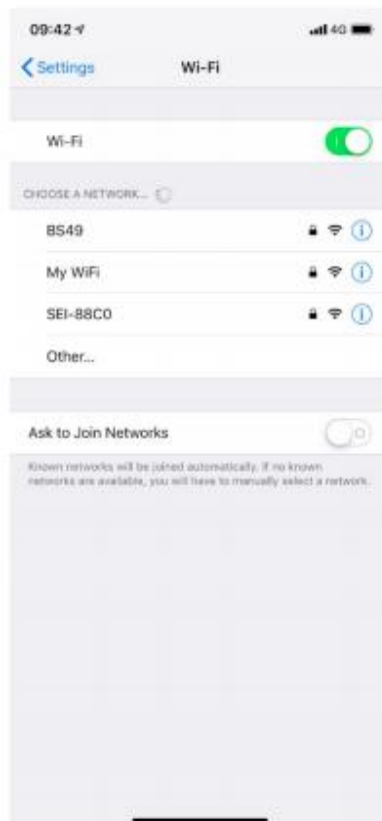 09:42 4G
Settings Wi-Fi
Wi-Fi
CHOOSE A NETWORK...
BS49
My WiFi
SEI-88C0
Other...
Ask to Join Networks
Known networks will be joined automatically. If no known
networks are available, you will have to manually select a network.